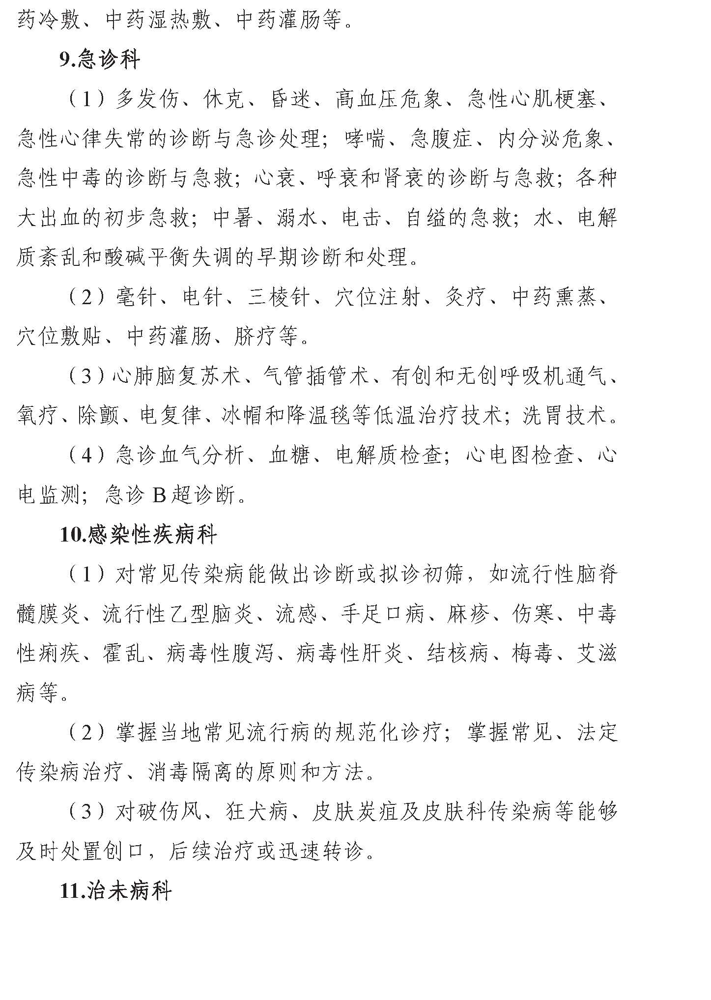 药冷敷、中药湿热敷、中药灌肠等。
9.急诊科
（1）多发伤、休克、昏迷、高血压危象、急性心肌梗塞、
急性心律失常的诊断与急诊处理；哮喘、急腹症、内分泌危象、
急性中毒的诊断与急救；心衰、呼衰和肾衰的诊断与急救；各种
大出血的初步急救；中暑、溺水、电击、自缢的急救；水、电解
质紊乱和酸碱平衡失调的早期诊断和处理。
（2）毫针、电针、三棱针、穴位注射、灸疗、中药熏蒸、
穴位敷贴、中药灌肠、脐疗等。
（3）心肺脑复苏术、气管插管术、有创和无创呼吸机通气、
氧疗、除颤、电复律、冰帽和降温毯等低温治疗技术；洗胃技术。
（4）急诊血气分析、血糖、电解质检查；心电图检查、心
电监测；急诊 B 超诊断。
10.感染性疾病科
（1）对常见传染病能做出诊断或拟诊初筛，如流行性脑脊
髓膜炎、流行性乙型脑炎、流感、手足口病、麻疹、伤寒、中毒
性痢疾、霍乱、病毒性腹泻、病毒性肝炎、结核病、梅毒、艾滋
病等。
（2）掌握当地常见流行病的规范化诊疗；掌握常见、法定
传染病治疗、消毒隔离的原则和方法。
（3）对破伤风、狂犬病、皮肤炭疽及皮肤科传染病等能够
及时处置创口，后续治疗或迅速转诊。
11.治未病科